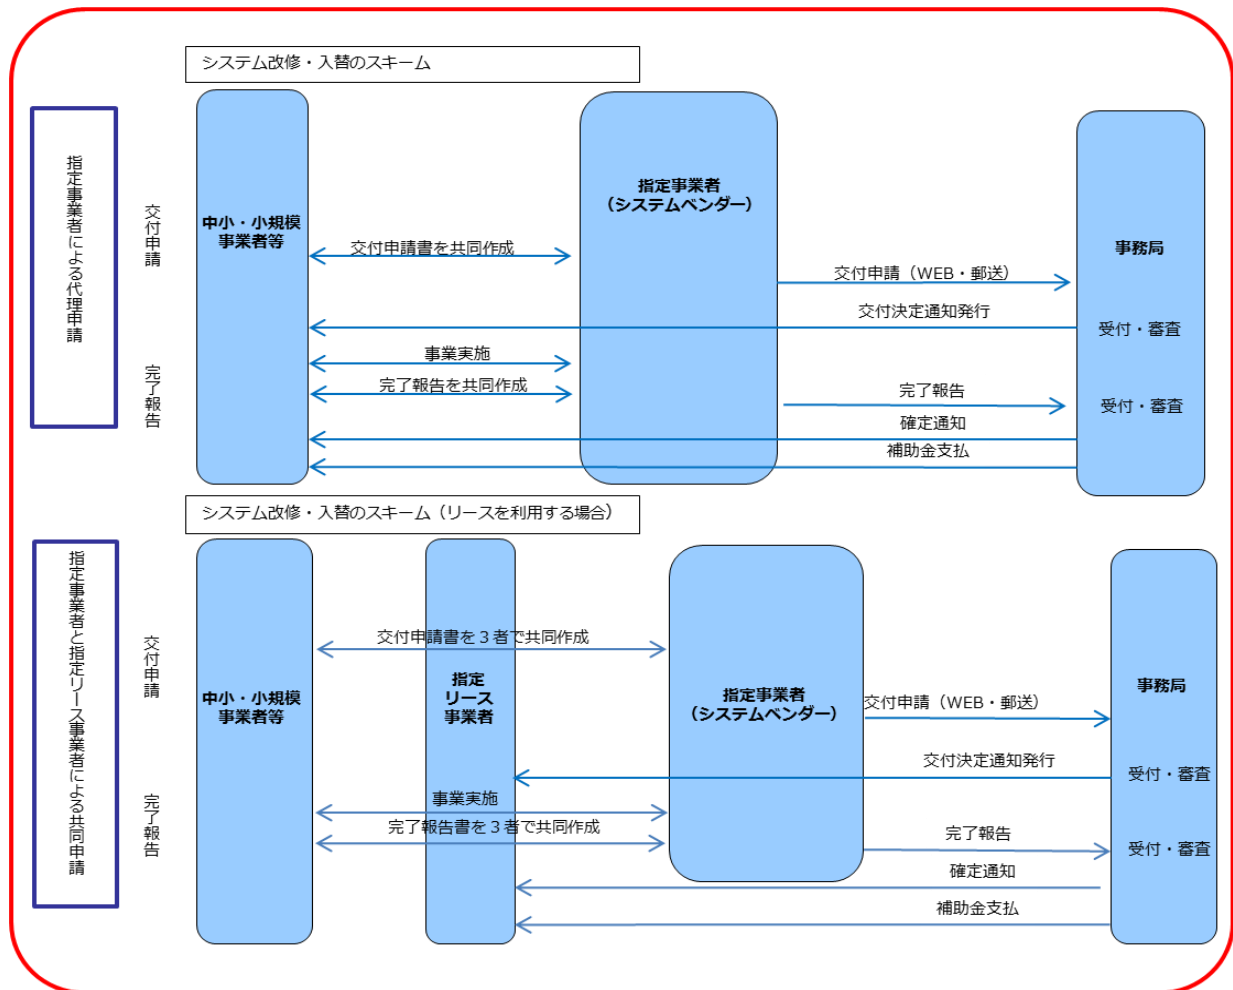 システム改修・入替のスキーム
指定事業者による代理申請
交付申請
完了報告
中小・小規模
事業者等
指定事業者
（システムベンダー）
事務局
交付申請書を共同作成
交付申請（WEB・郵送）
交付決定通知発行
受付・審査
事業実施
完了報告を共同作成
完了報告
受付・審査
確定通知
補助金支払
システム改修・入替のスキーム（リースを利用する場合）
指定事業者と指定リース事業者による共同申請
交付申請
完了報告
中小・小規模
事業者等
指定
リース
事業者
指定事業者
（システムベンダー）
事務局
交付申請書を３者で共同作成
交付申請（WEB・郵送）
交付決定通知発行
受付・審査
事業実施
完了報告書を３者で共同作成
完了報告
受付・審査
確定通知
補助金支払